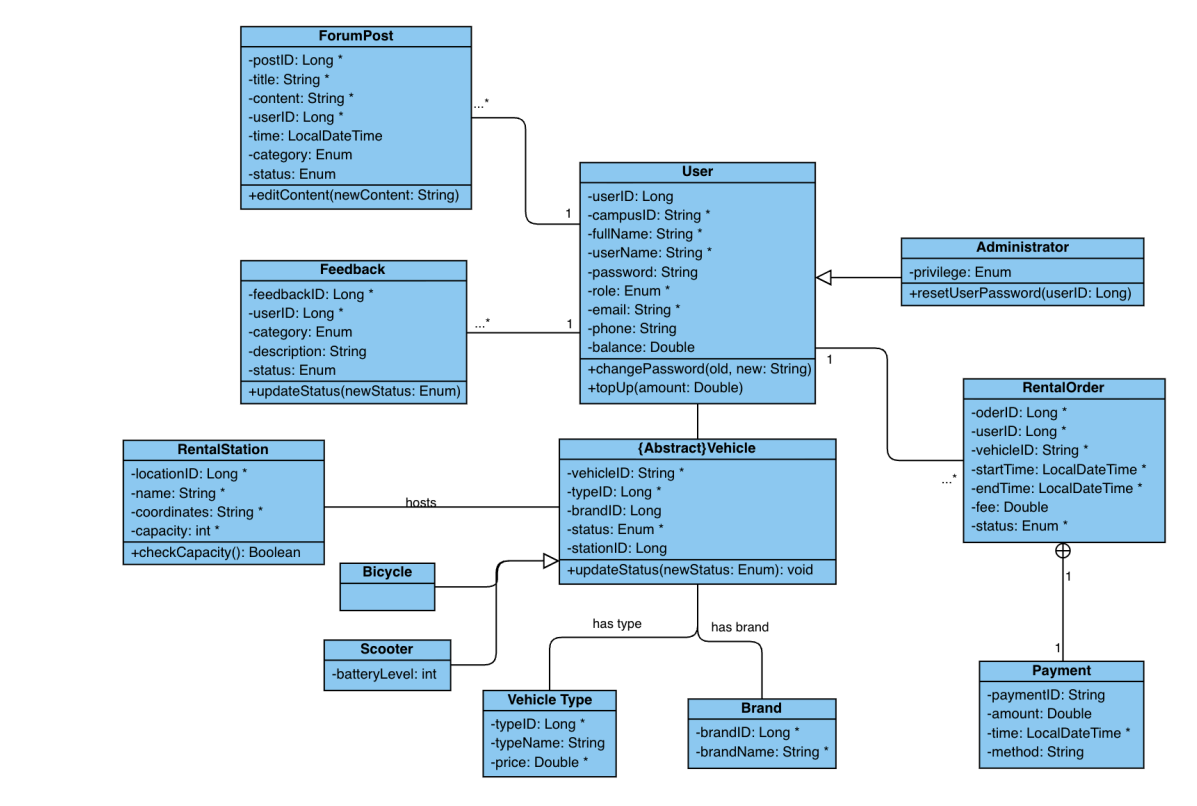 ForumPost
-postID: Long *
-title: String *
-content: String *
-userID: Long *
-time: LocalDateTime
-category: Enum
-status: Enum
+editContent(newContent: String)
...*
1
User
-userID: Long
-campusID: String *
-fullName: String *
-userName: String *
-password: String
-role: Enum *
-email: String *
-phone: String
-balance: Double
+changePassword(old, new: String)
+topUp(amount: Double)
Administrator
-privilege: Enum
+resetUserPassword(userID: Long)
Feedback
-feedbackID: Long *
-userID: Long *
-category: Enum
-description: String
-status: Enum
+updateStatus(newStatus: Enum)
...*
1
1
...*
RentalOrder
-oderID: Long *
-userID: Long *
-vehicleID: String *
-startTime: LocalDateTime *
-endTime: LocalDateTime *
-fee: Double
-status: Enum *
RentalStation
-locationID: Long *
-name: String *
-coordinates: String *
-capacity: int *
+checkCapacity(): Boolean
hosts
{Abstract}Vehicle
-vehicleID: String *
-typeID: Long *
-brandID: Long
-status: Enum *
-stationID: Long
+updateStatus(newStatus: Enum): void
Bicycle
Scooter
-batteryLevel: int
has type
has brand
Vehicle Type
-typeID: Long *
-typeName: String
-price: Double *
Brand
-brandID: Long *
-brandName: String *
1
1
Payment
-paymentID: String
-amount: Double
-time: LocalDateTime *
-method: String